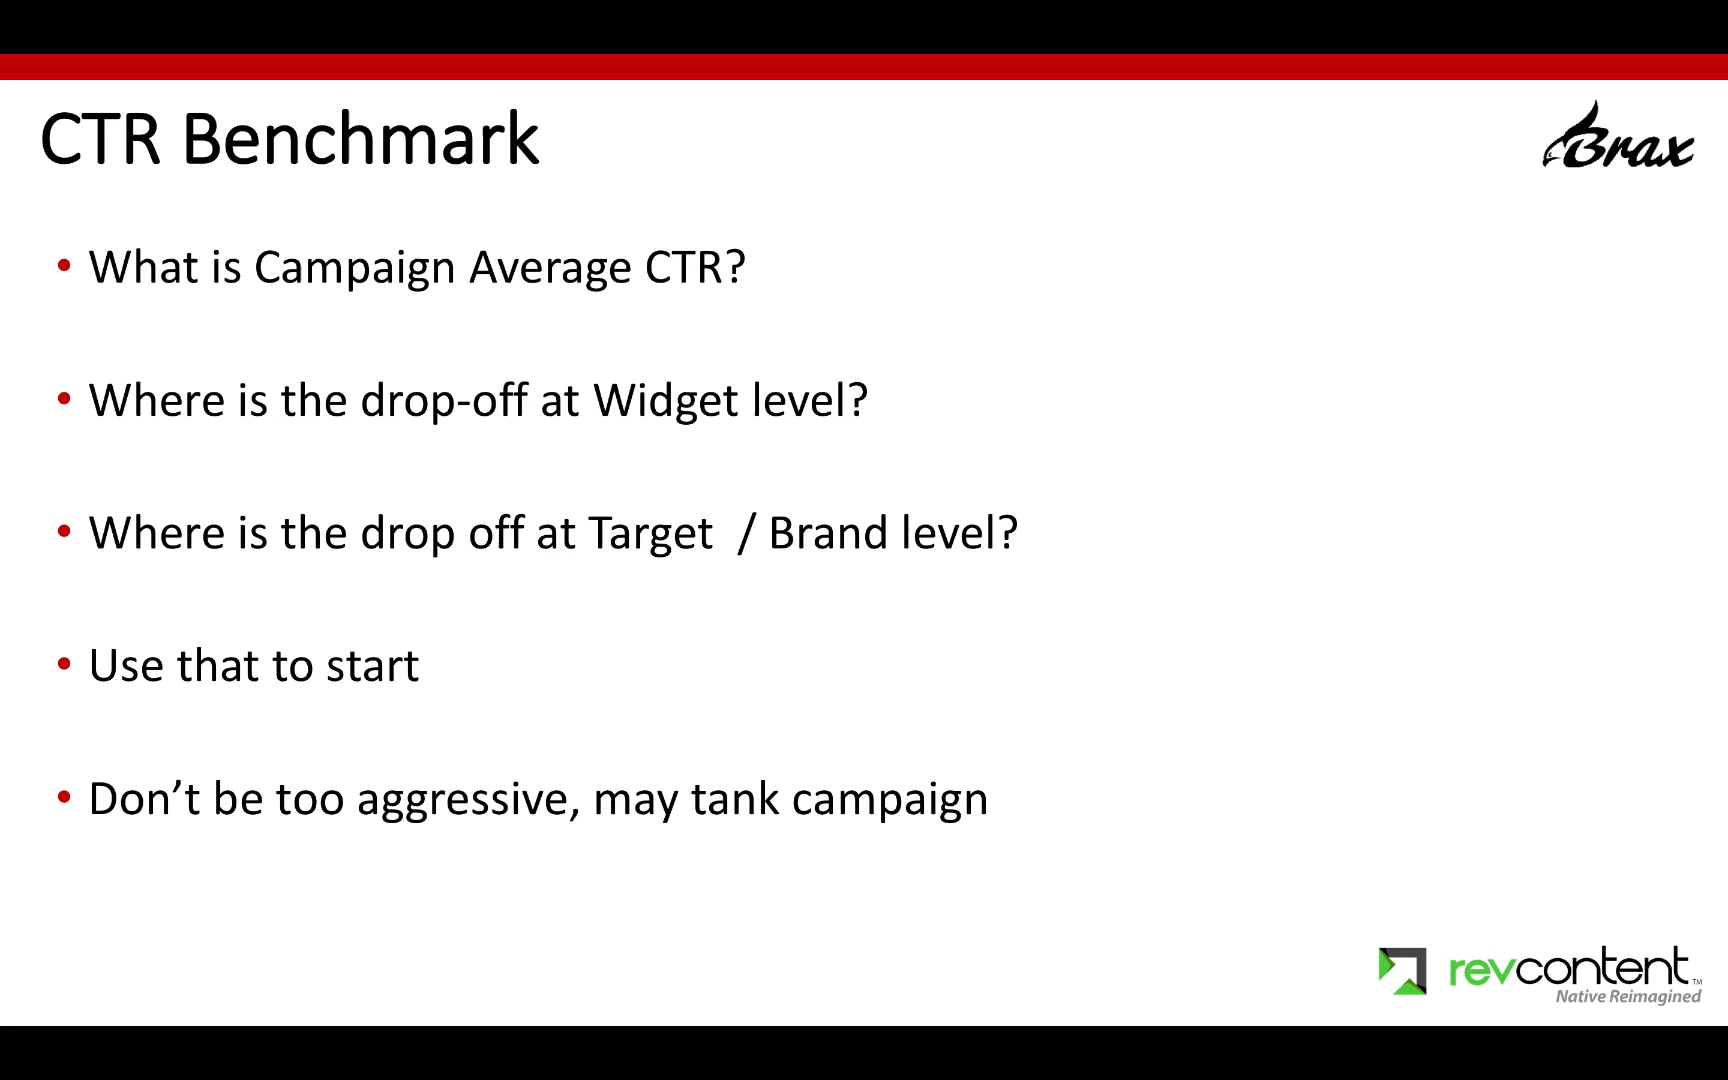 CTR Benchmark
Brax
• What is Campaign Average CTR?
• Where is the drop-off at Widget level?
• Where is the drop off at Target  / Brand level?
• Use that to start
• Don’t be too aggressive, may tank campaign
revcontent™
Native Reimagined